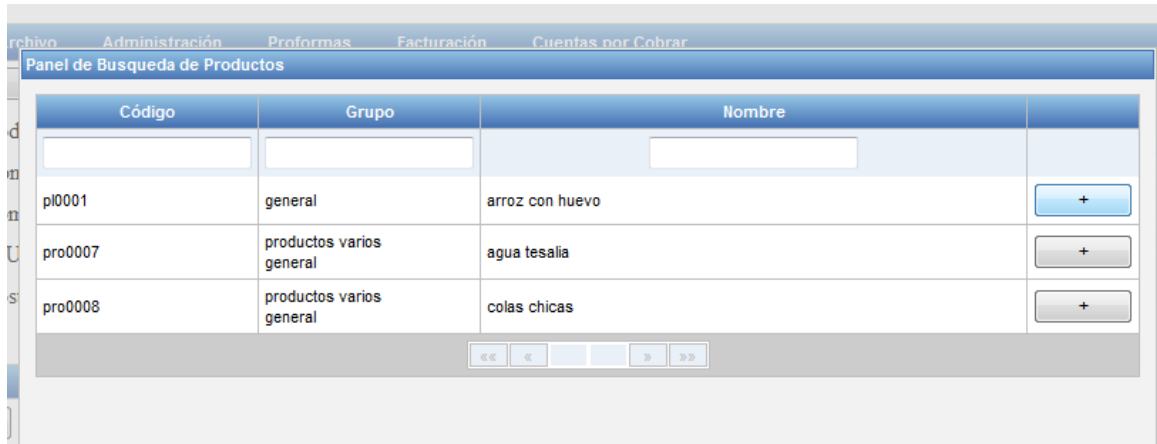 rchivo Administración Proformas Facturación Cuentas por Cobrar
Panel de Busqueda de Productos
Código Grupo Nombre
pl0001 general arroz con huevo +
pro0007 productos varios general agua tesalia +
pro0008 productos varios general colas chicas +
«« « » »»